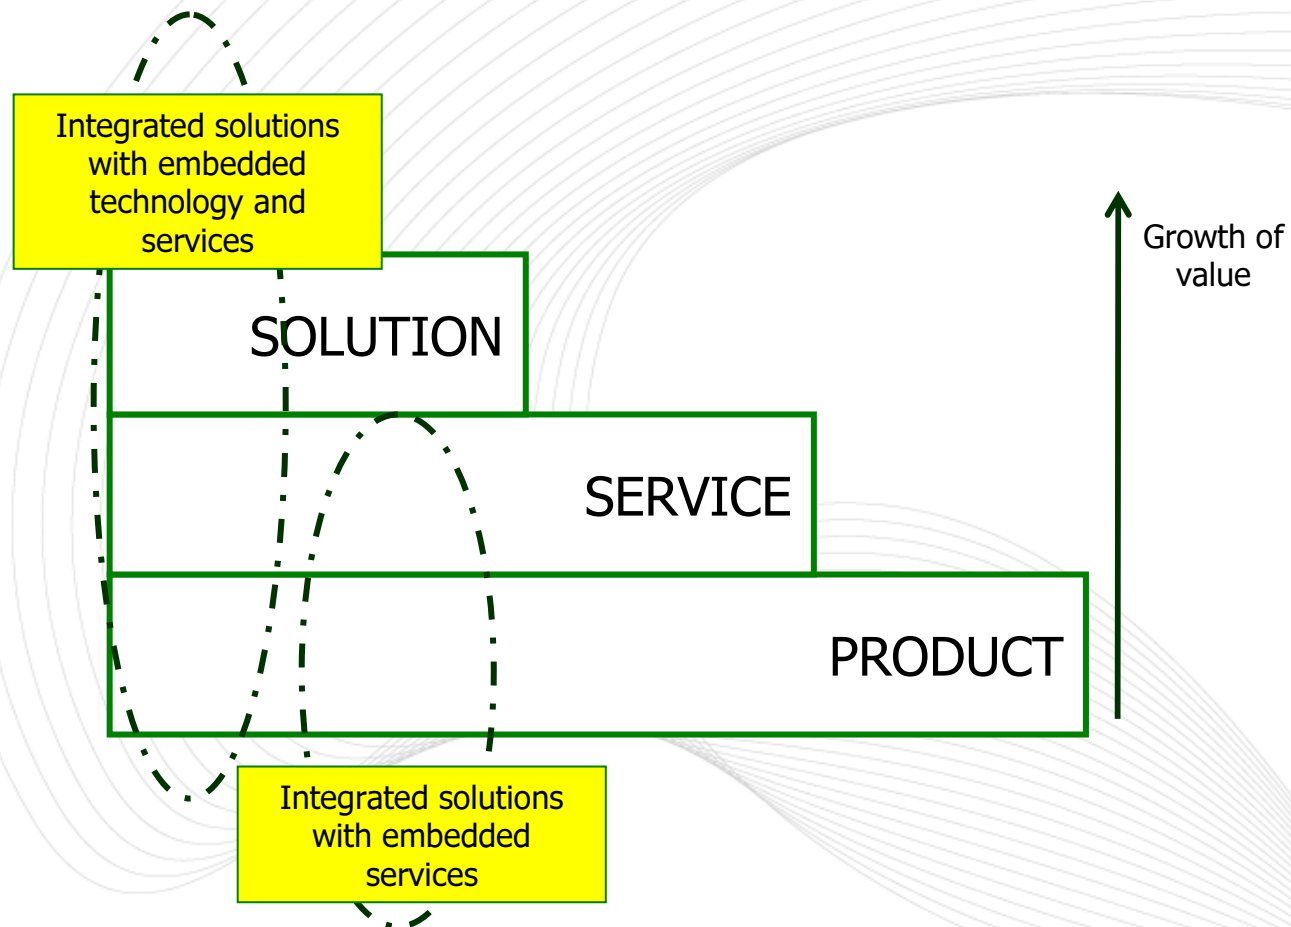 Integrated solutions
with embedded
technology and
services
Growth of
value
SOLUTION
SERVICE
PRODUCT
Integrated solutions
with embedded
services